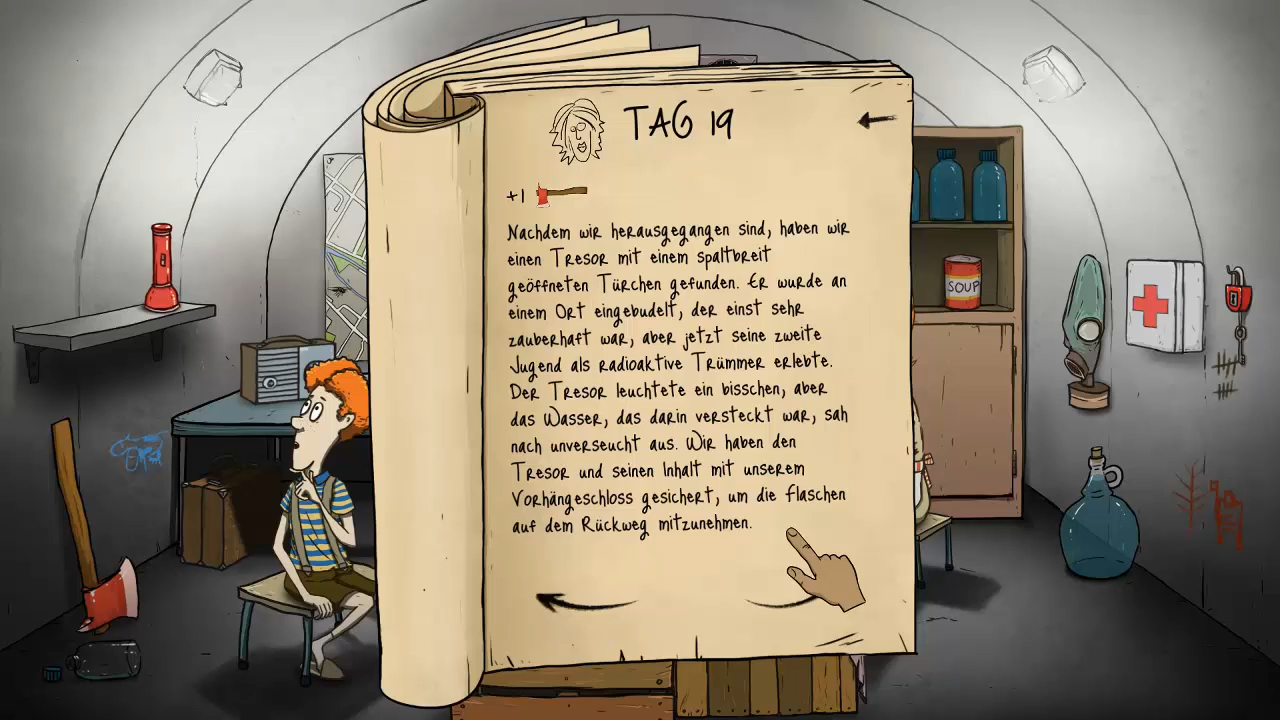 TAG 19
+1
Nachdem wir herausgegangen sind, haben wir
einen Tresor mit einem spaltbreit
geöffneten Türchen gefunden. Er wurde an
einem Ort eingebudelt, der einst sehr
zauberhaft war, aber jetzt seine zweite
Jugend als radioaktive Trümmer erlebte.
Der Tresor leuchtete ein bisschen, aber
das Wasser, das darin versteckt war, sah
nach unverseucht aus. Wir haben den
Tresor und seinen Inhalt mit unserem
Vorhängeschloss gesichert, um die Flaschen
auf dem Rückweg mitzunehmen.
SOUP